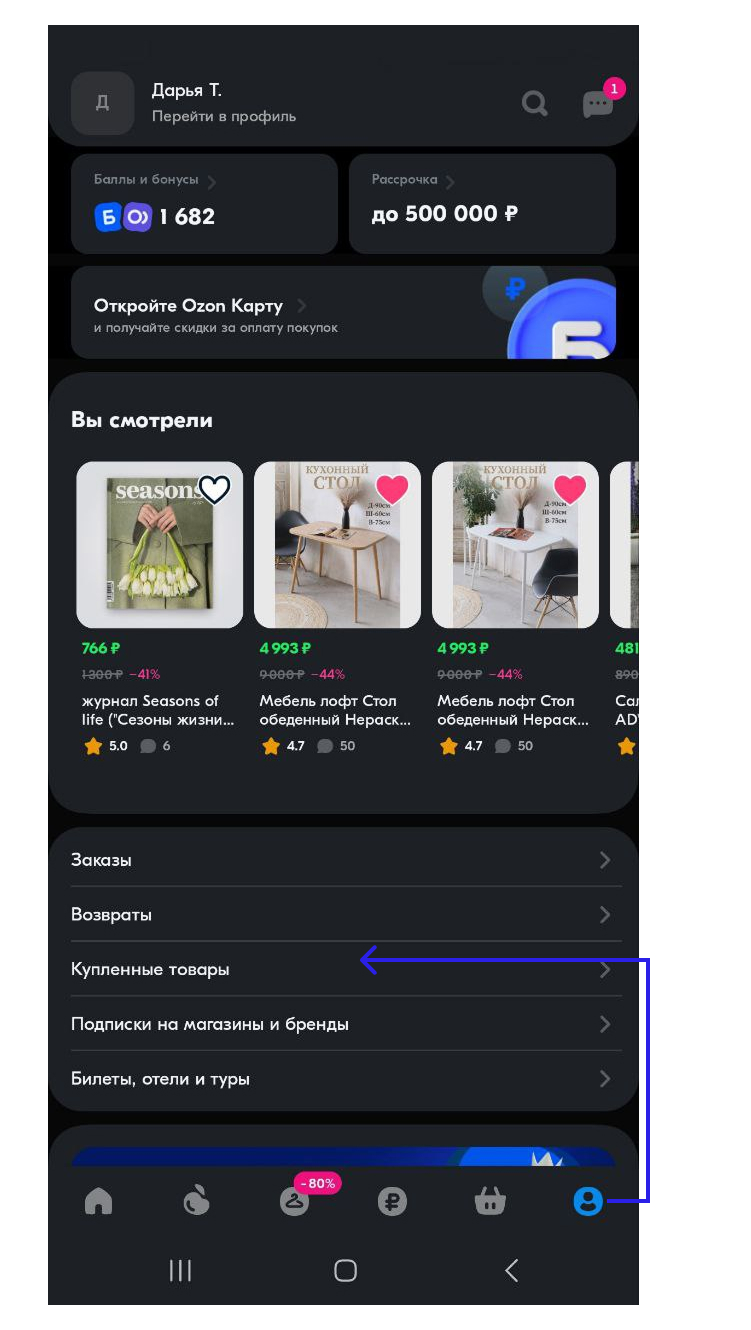 Д
Дарья Т.
Перейти в профиль
1
Баллы и бонусы
Б 1 682
Рассрочка
до 500 000 ₽
Откройте Ozon Карту
и получайте скидки за оплату покупок
₽
Б
Вы смотрели
seasons
КУХОННЫЙ
СТОЛ
Д-90см
Ш-60см
В-75см
КУХОННЫЙ
СТОЛ
Д-90см
Ш-60см
В-75см
766 ₽
1 300 ₽ −41%
журнал Seasons of
life ("Сезоны жизни...
5.0 6
4 993 ₽
9 000 ₽ −44%
Мебель лофт Стол
обеденный Нераск...
4.7 50
4 993 ₽
9 000 ₽ −44%
Мебель лофт Стол
обеденный Нераск...
4.7 50
481
890
Сал
AD'
Заказы
Возвраты
Купленные товары
Подписки на магазины и бренды
Билеты, отели и туры
-80%
₽